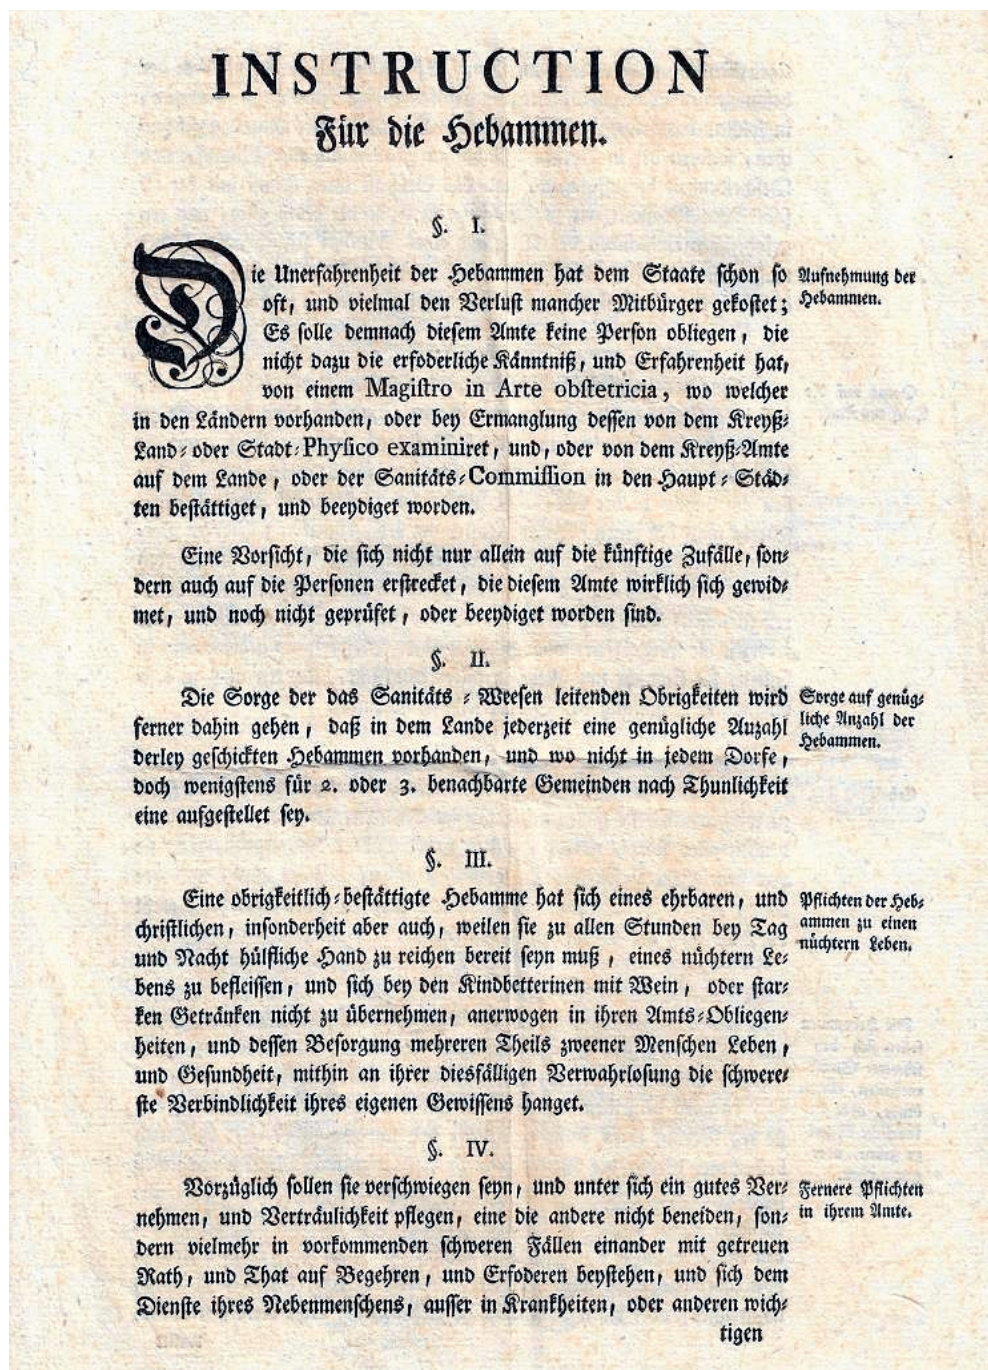 INSTRUCTION
Für die Hebammen.
§. I.
Die Unerfahrenheit der Hebammen hat dem Staate schon so
oft, und vielmal den Verlust mancher Mitbürger gekostet;
Es solle demnach diesem Amte keine Person obliegen, die
nicht dazu die erfoderliche Känntniß, und Erfahrenheit hat,
von einem Magistro in Arte obstetricia, wo welcher
in den Ländern vorhanden, oder bey Ermanglung dessen von dem Kreyß-
Land- oder Stadt-Physico examiniret, und, oder von dem Kreyß-Amte
auf dem Lande, oder der Sanitäts-Commission in den Haupt-Städ-
ten bestättiget, und beeydiget worden.
Aufnehmung der
Hebammen.
Eine Vorsicht, die sich nicht nur allein auf die künftige Zufälle, son-
dern auch auf die Personen erstrecket, die diesem Amte wirklich sich gewid-
met, und noch nicht geprüfet, oder beeydiget worden sind.
§. II.
Die Sorge der das Sanitäts-Weesen leitenden Obrigkeiten wird
ferner dahin gehen, daß in dem Lande jederzeit eine genügliche Anzahl
derley geschickten Hebammen vorhanden, und wo nicht in jedem Dorfe,
doch wenigstens für 2. oder 3. benachbarte Gemeinden nach Thunlichkeit
eine aufgestellet sey.
Sorge auf genüg-
liche Anzahl der
Hebammen.
§. III.
Eine obrigkeitlich-bestättigte Hebamme hat sich eines ehrbaren, und
christlichen, insonderheit aber auch, weilen sie zu allen Stunden bey Tag
und Nacht hülfliche Hand zu reichen bereit seyn muß, eines nüchtern Le-
bens zu befleissen, und sich bey den Kindbetterinen mit Wein, oder star-
ken Getränken nicht zu übernehmen, anerwogen in ihren Amts-Obliegen-
heiten, und dessen Besorgung mehreren Theils zweener Menschen Leben,
und Gesundheit, mithin an ihrer diesfälligen Verwahrlosung die schwere-
ste Verbindlichkeit ihres eigenen Gewissens hanget.
Pflichten der Heb-
ammen zu einen
nüchtern Leben.
§. IV.
Vorzüglich sollen sie verschwiegen seyn, und unter sich ein gutes Ver-
nehmen, und Verträulichkeit pflegen, eine die andere nicht beneiden, son-
dern vielmehr in vorkommenden schweren Fällen einander mit getreuen
Rath, und That auf Begehren, und Erfoderen beystehen, und sich dem
Dienste ihres Nebenmenschens, ausser in Krankheiten, oder anderen wich-
tigen
Fernere Pflichten
in ihrem Amte.